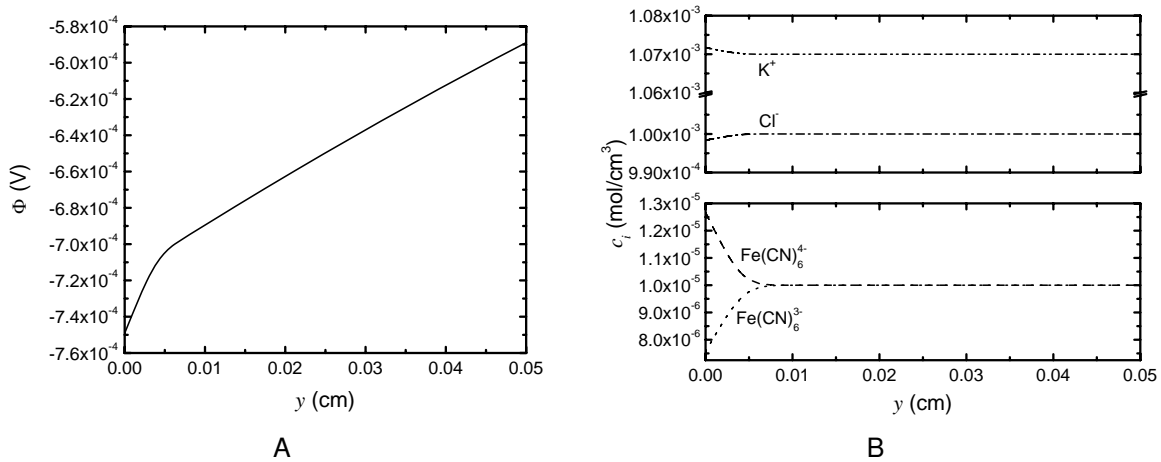 -5.8x10⁻⁴
-6.0x10⁻⁴
-6.2x10⁻⁴
-6.4x10⁻⁴
-6.6x10⁻⁴
-6.8x10⁻⁴
-7.0x10⁻⁴
-7.2x10⁻⁴
-7.4x10⁻⁴
-7.6x10⁻⁴
Φ (V)
0.00 0.01 0.02 0.03 0.04 0.05
y (cm)
A
1.08x10⁻³
1.07x10⁻³
1.06x10⁻³
1.00x10⁻³
9.90x10⁻⁴
K⁺
Cl⁻
1.3x10⁻⁵
1.2x10⁻⁵
1.1x10⁻⁵
1.0x10⁻⁵
9.0x10⁻⁶
8.0x10⁻⁶
cᵢ (mol/cm³)
Fe(CN)₆⁴⁻
Fe(CN)₆³⁻
0.00 0.01 0.02 0.03 0.04 0.05
y (cm)
B